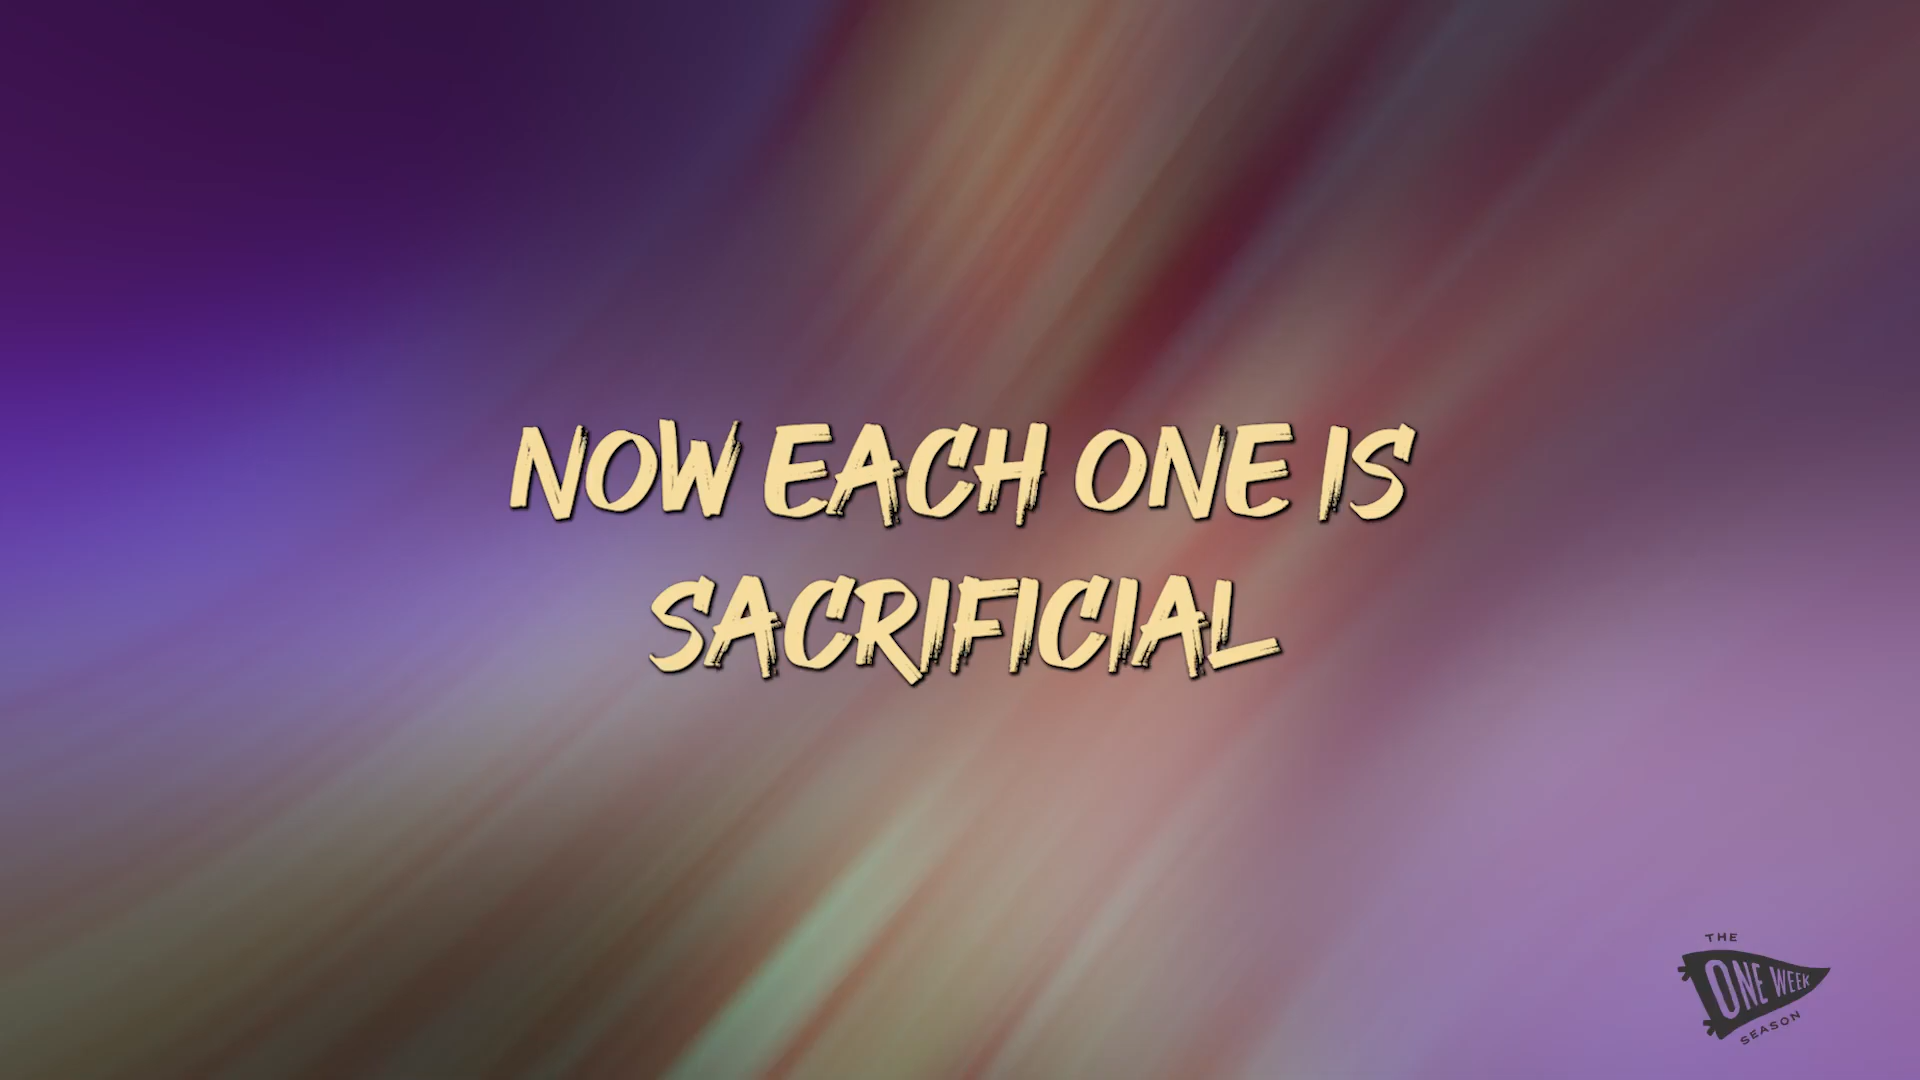 NOW EACH ONE IS
SACRIFICIAL
THE
ONE WEEK
SEASON